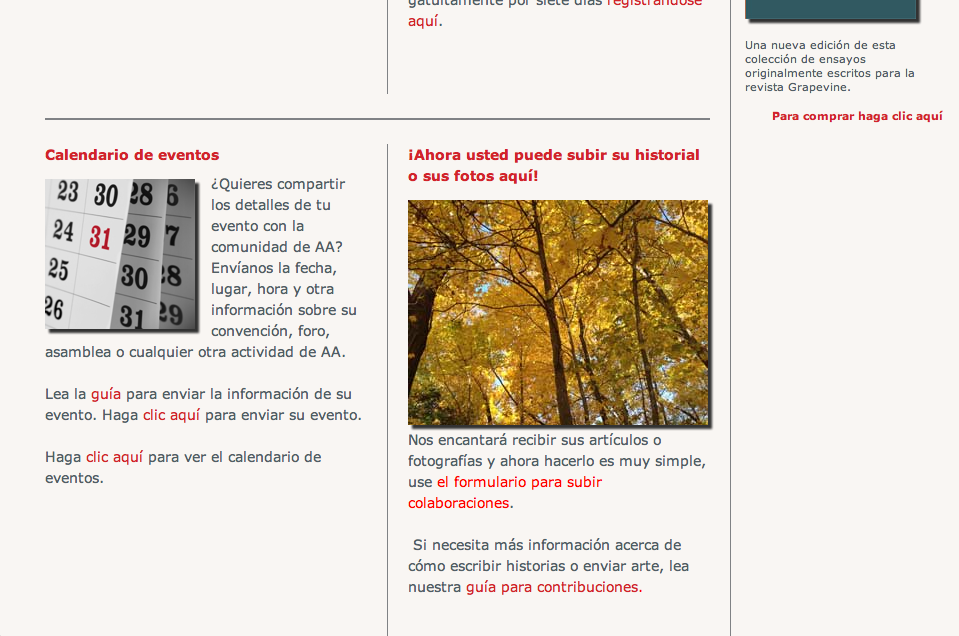 gratuitamente por siete días registrándose
aquí.
Una nueva edición de esta
colección de ensayos
originalmente escritos para la
revista Grapevine.
Para comprar haga clic aquí
Calendario de eventos
23 30 28 6
24 31 29 7
25 30 28
26 31 29
¿Quieres compartir
los detalles de tu
evento con la
comunidad de AA?
Envíanos la fecha,
lugar, hora y otra
información sobre su
convención, foro,
asamblea o cualquier otra actividad de AA.
Lea la guía para enviar la información de su
evento. Haga clic aquí para enviar su evento.
Haga clic aquí para ver el calendario de
eventos.
¡Ahora usted puede subir su historial
o sus fotos aquí!
Nos encantará recibir sus artículos o
fotografías y ahora hacerlo es muy simple,
use el formulario para subir
colaboraciones.
Si necesita más información acerca de
cómo escribir historias o enviar arte, lea
nuestra guía para contribuciones.